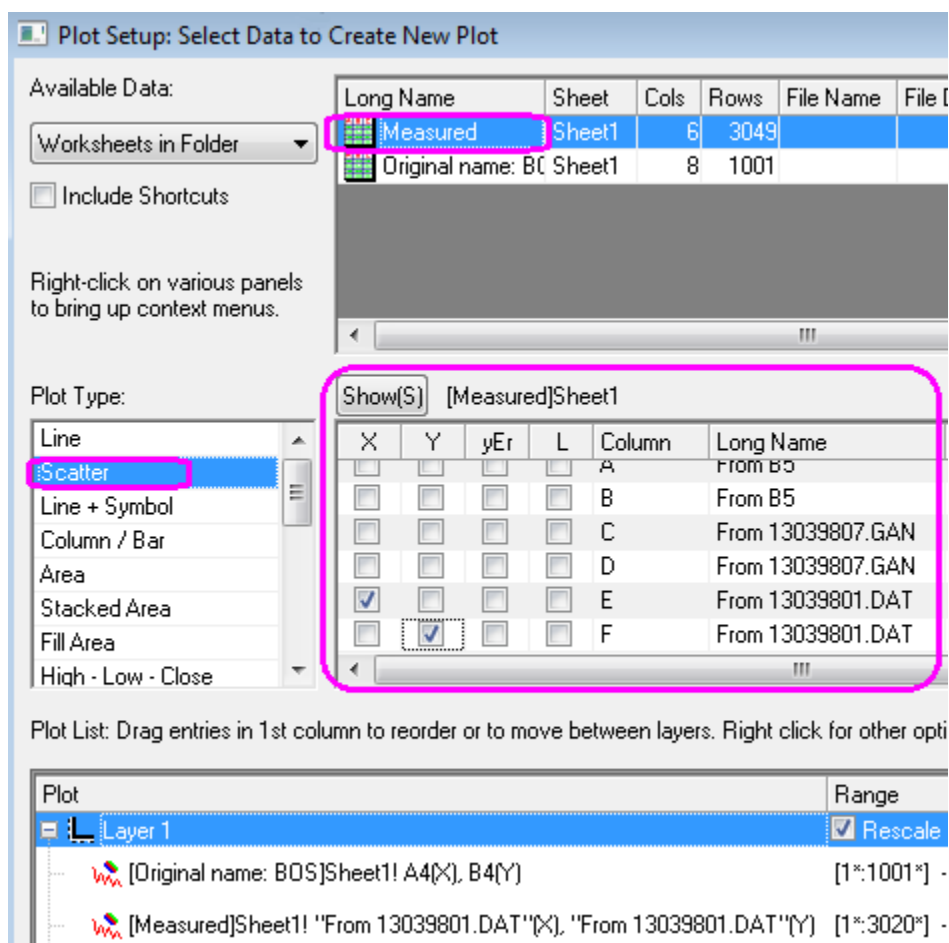 Plot Setup: Select Data to Create New Plot
Available Data:
Worksheets in Folder
Include Shortcuts
Right-click on various panels
to bring up context menus.
Long Name Sheet Cols Rows File Name File D
Measured Sheet1 6 3049
Original name: BO Sheet1 8 1001
Plot Type:
Line
Scatter
Line + Symbol
Column / Bar
Area
Stacked Area
Fill Area
High - Low - Close
Show(S) [Measured]Sheet1
X Y yEr L Column Long Name
A From B5
B From B5
C From 13039807.GAN
D From 13039807.GAN
E From 13039801.DAT
F From 13039801.DAT
Plot List: Drag entries in 1st column to reorder or to move between layers. Right click for other opti
Plot Range
Layer 1 Rescale
[Original name: BOS]Sheet1! A4(X), B4(Y) [1*:1001*] -
[Measured]Sheet1! "From 13039801.DAT"(X), "From 13039801.DAT"(Y) [1*:3020*] -